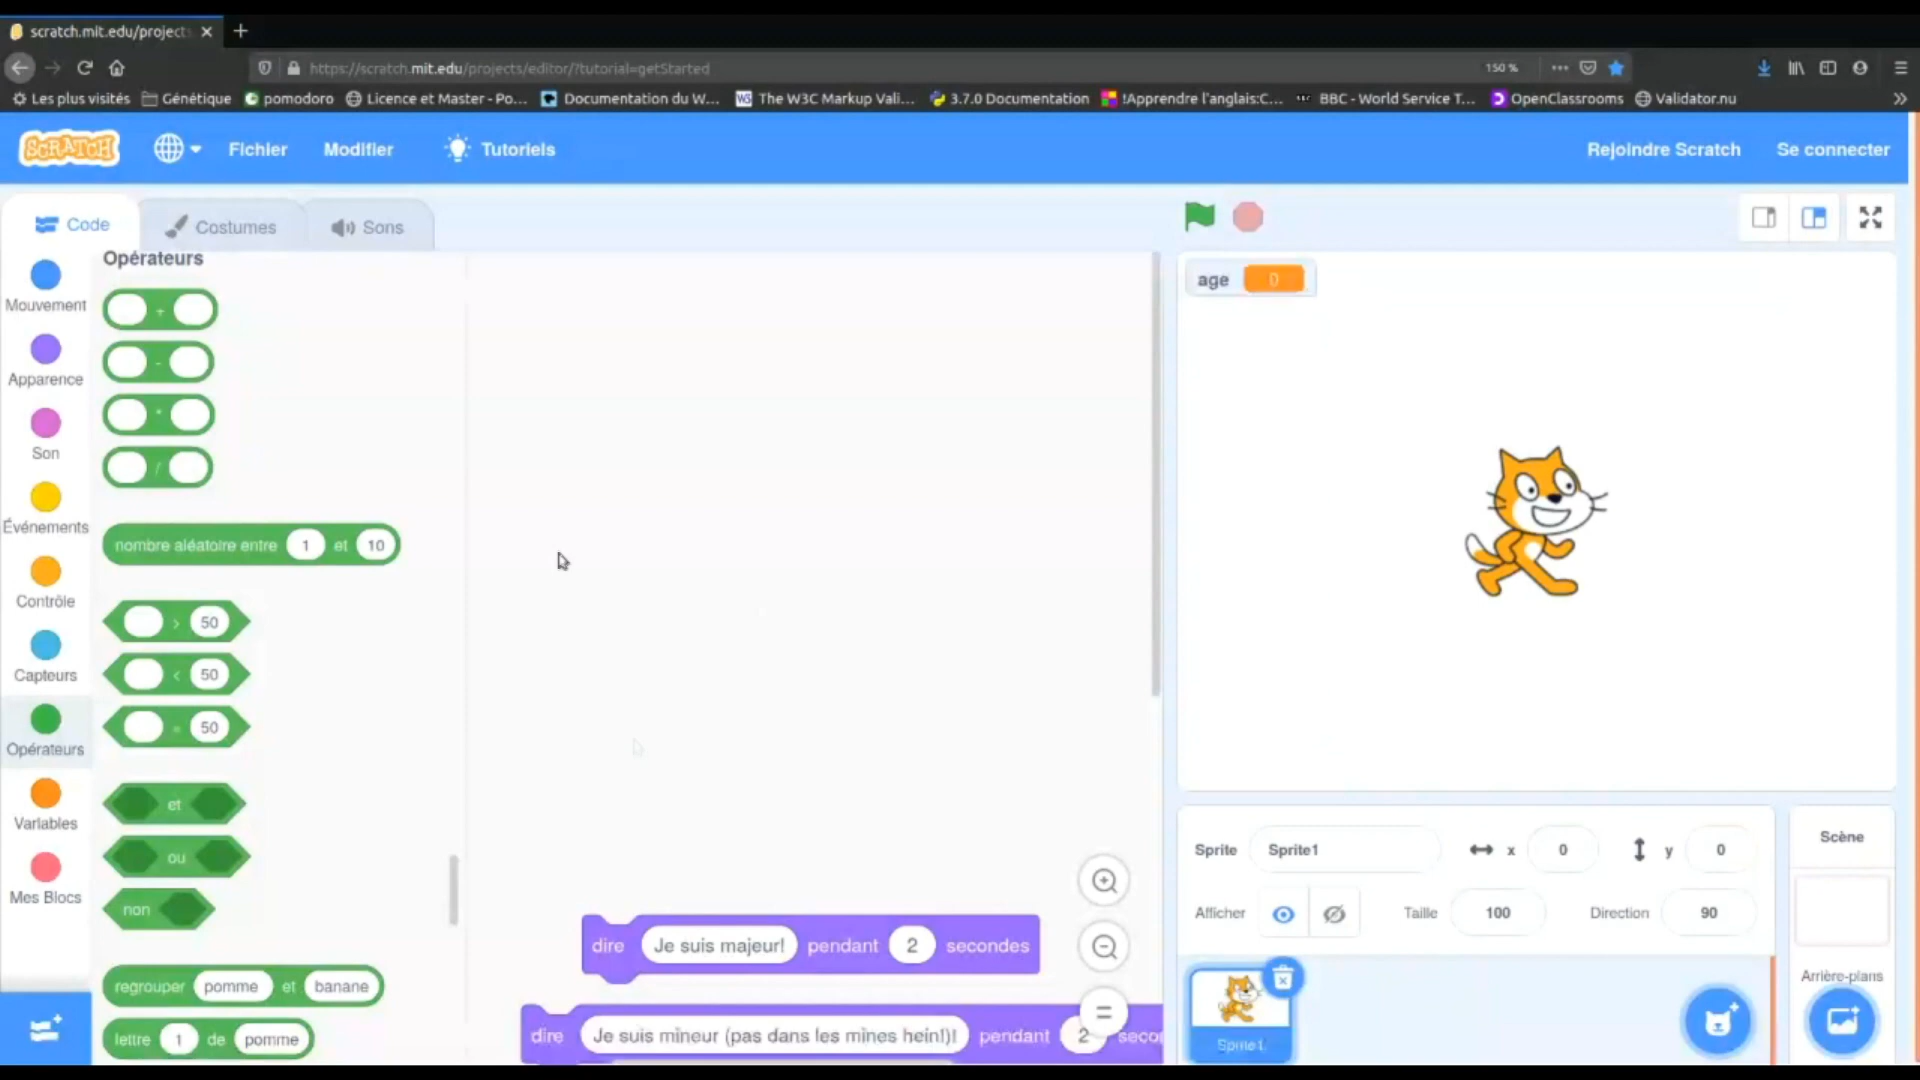 scratch.mit.edu/projects
https://scratch.mit.edu/projects/editor/?tutorial=getStarted
150 %
Les plus visités Génétique pomodoro Licence et Master - Po... Documentation du W... The W3C Markup Vali... 3.7.0 Documentation !Apprendre l'anglais:C... BBC - World Service T... OpenClassrooms Validator.nu
SCRATCH Fichier Modifier Tutoriels Rejoindre Scratch Se connecter
Code Costumes Sons
Mouvement
Apparence
Son
Événements
Contrôle
Capteurs
Opérateurs
Variables
Mes Blocs
Opérateurs
+
-
*
/
nombre aléatoire entre 1 et 10
> 50
< 50
= 50
et
ou
non
regrouper pomme et banane
lettre 1 de pomme
dire Je suis majeur! pendant 2 secondes
dire Je suis mineur (pas dans les mines hein!)! pendant 2 secon
age 0
Sprite Sprite1 x 0 y 0
Afficher Taille 100 Direction 90
Sprite1
Scène
Arrière-plans